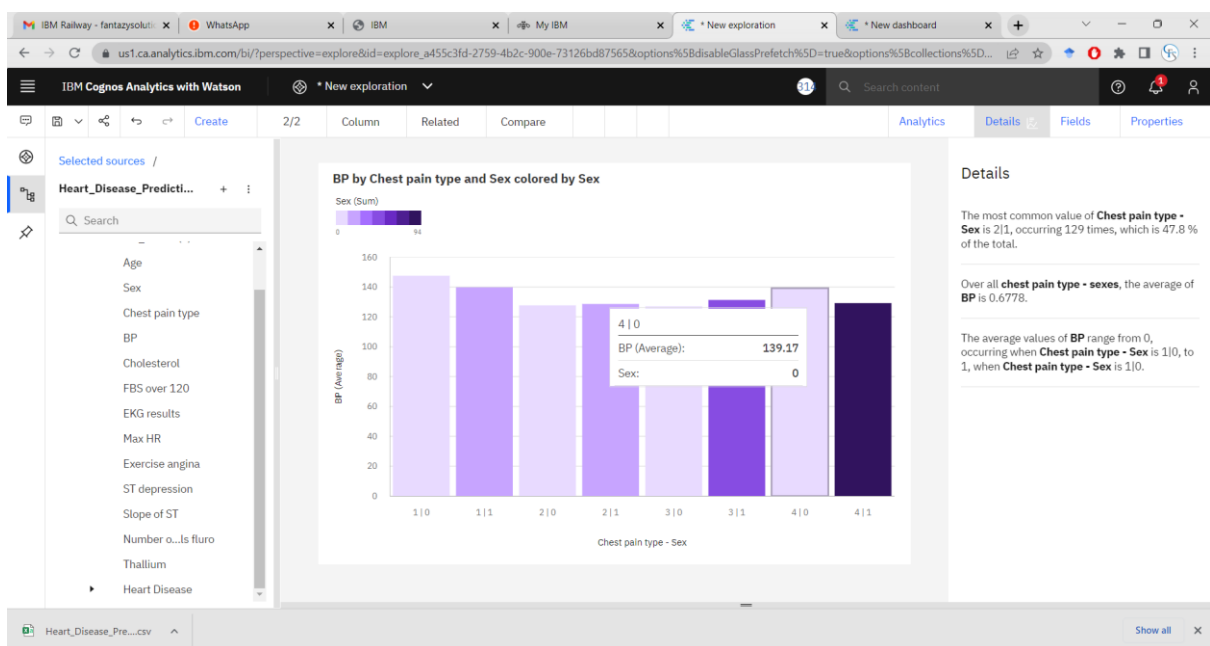 IBM Railway - fantazysoluti
WhatsApp
IBM
My IBM
* New exploration
* New dashboard
us1.ca.analytics.ibm.com/bi/?perspective=explore&id=explore_a455c3fd-2759-4b2c-900e-73126bd87565&options%5BdisableGlassPrefetch%5D=true&options%5Bcollections%5D...
IBM Cognos Analytics with Watson
* New exploration
Search content
1
Create
2/2
Column
Related
Compare
Analytics
Details
Fields
Properties
Selected sources /
Heart_Disease_Predicti...
Search
Age
Sex
Chest pain type
BP
Cholesterol
FBS over 120
EKG results
Max HR
Exercise angina
ST depression
Slope of ST
Number o...ls fluro
Thallium
Heart Disease
BP by Chest pain type and Sex colored by Sex
Sex (Sum)
0 94
BP (Average)
160
140
120
100
80
60
40
20
0
4|0
BP (Average): 139.17
Sex: 0
1|0 1|1 2|0 2|1 3|0 3|1 4|0 4|1
Chest pain type - Sex
Details
The most common value of Chest pain type -
Sex is 2|1, occurring 129 times, which is 47.8 %
of the total.
Over all chest pain type - sexes, the average of
BP is 0.6778.
The average values of BP range from 0,
occurring when Chest pain type - Sex is 1|0, to
1, when Chest pain type - Sex is 1|0.
Heart_Disease_Pre....csv
Show all